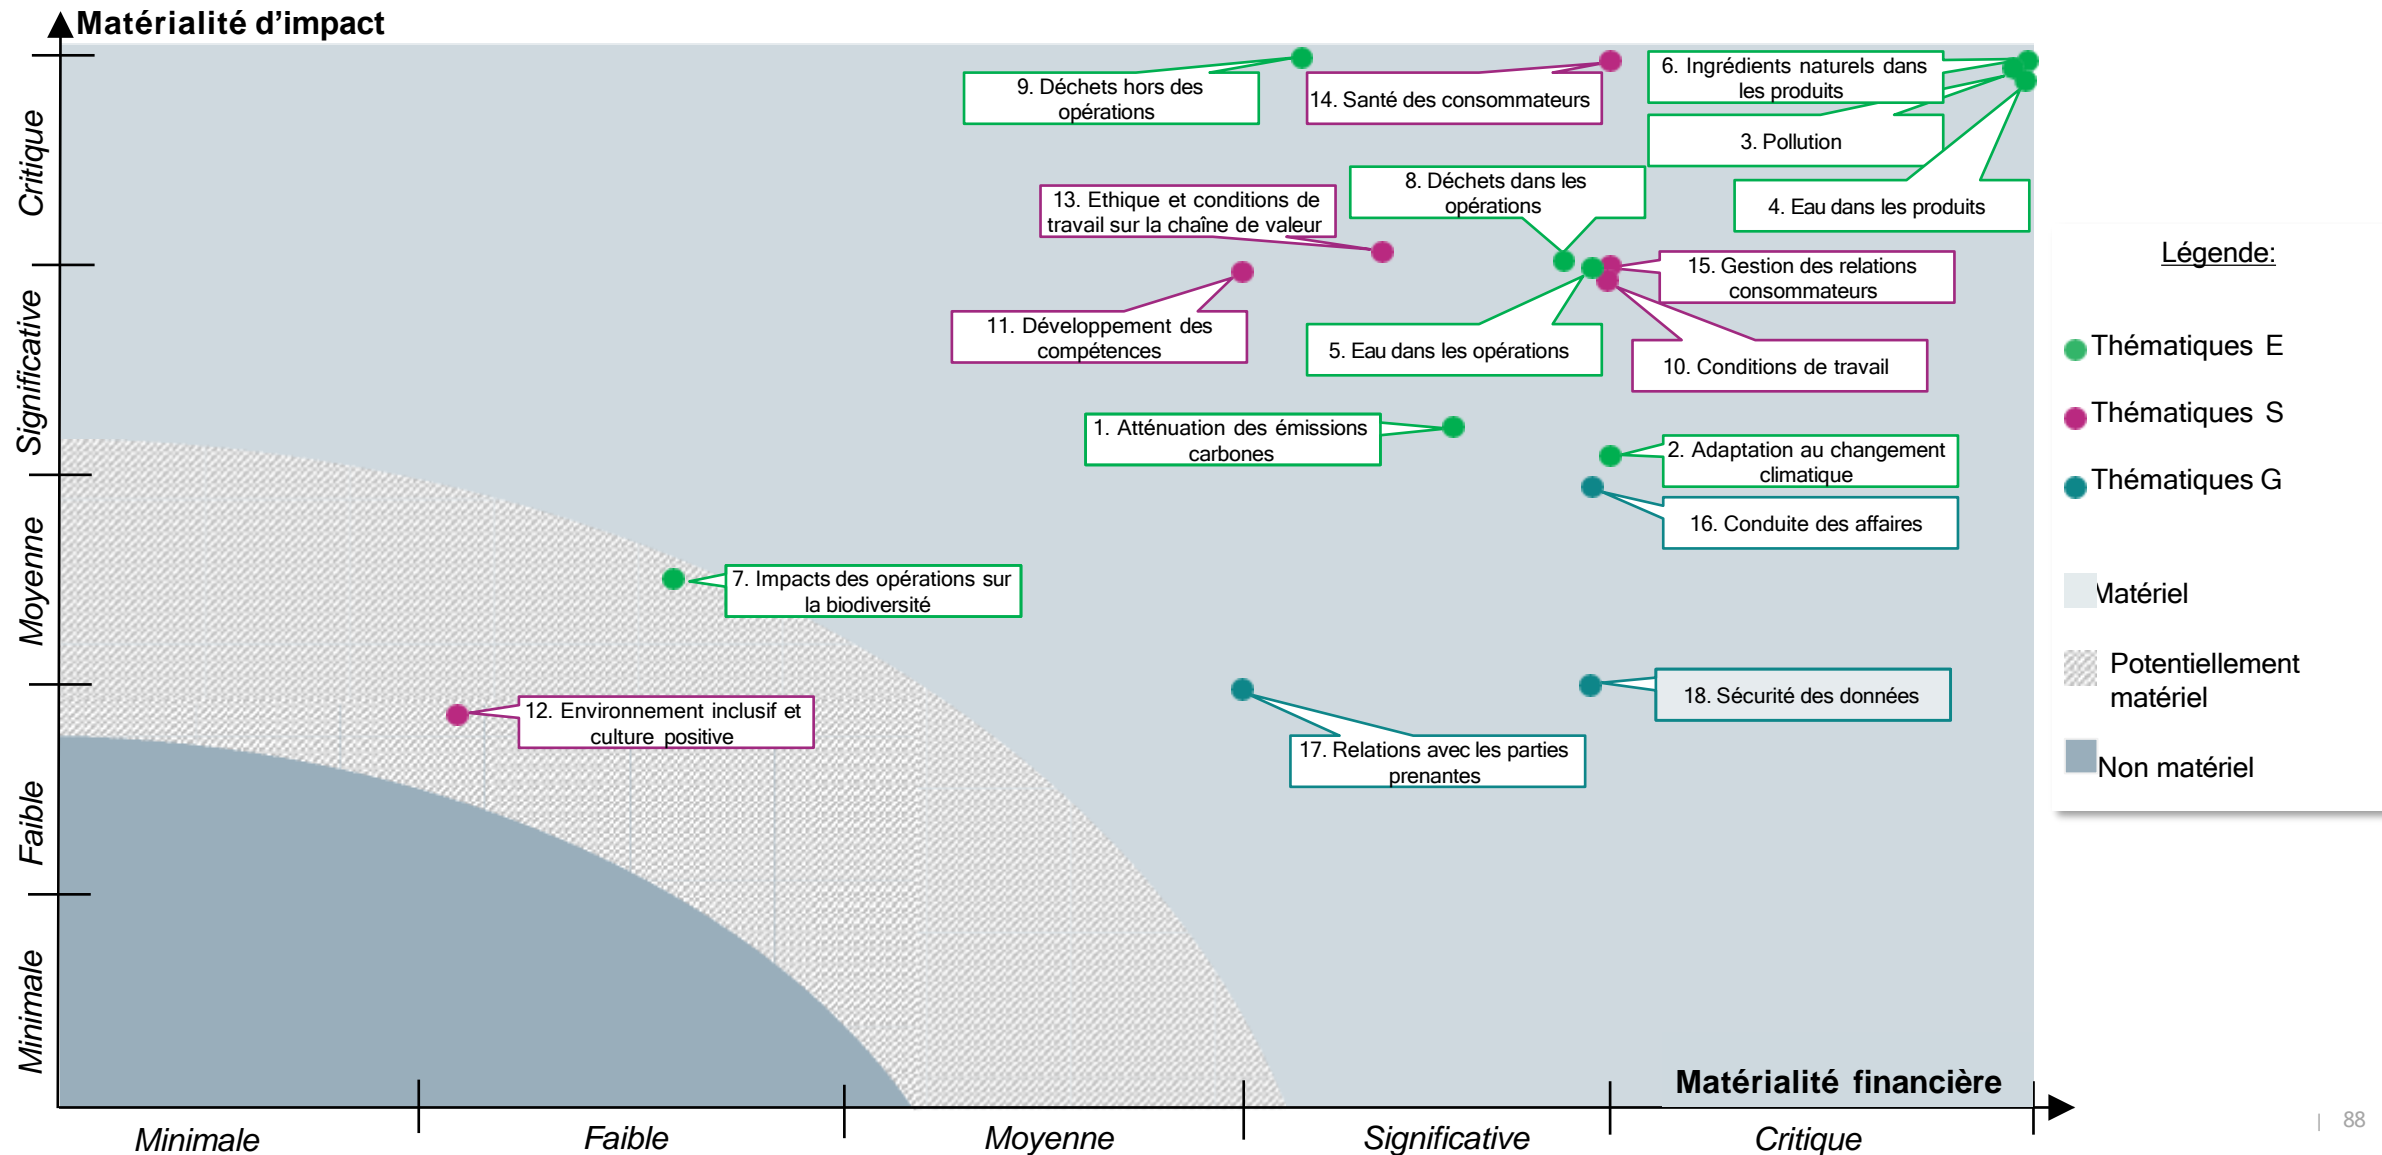 Matérialité d’impact
Critique
Significative
Moyenne
Faible
Minimale
9. Déchets hors des
opérations
14. Santé des consommateurs
6. Ingrédients naturels dans
les produits
3. Pollution
4. Eau dans les produits
8. Déchets dans les
opérations
13. Ethique et conditions de
travail sur la chaîne de valeur
15. Gestion des relations
consommateurs
11. Développement des
compétences
5. Eau dans les opérations
10. Conditions de travail
1. Atténuation des émissions
carbones
2. Adaptation au changement
climatique
16. Conduite des affaires
7. Impacts des opérations sur
la biodiversité
18. Sécurité des données
12. Environnement inclusif et
culture positive
17. Relations avec les parties
prenantes
Matérialité financière
Minimale
Faible
Moyenne
Significative
Critique
Légende:
Thématiques E
Thématiques S
Thématiques G
Matériel
Potentiellement
matériel
Non matériel
| 88